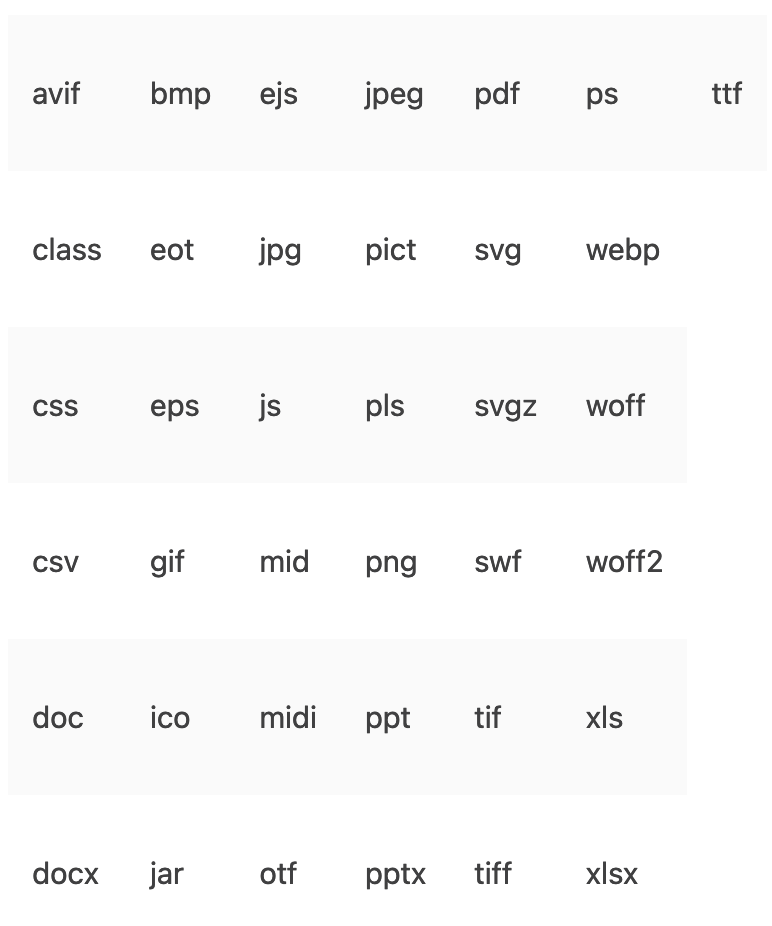 avif bmp ejs jpeg pdf ps ttf
class eot jpg pict svg webp
css eps js pls svgz woff
csv gif mid png swf woff2
doc ico midi ppt tif xls
docx jar otf pptx tiff xlsx